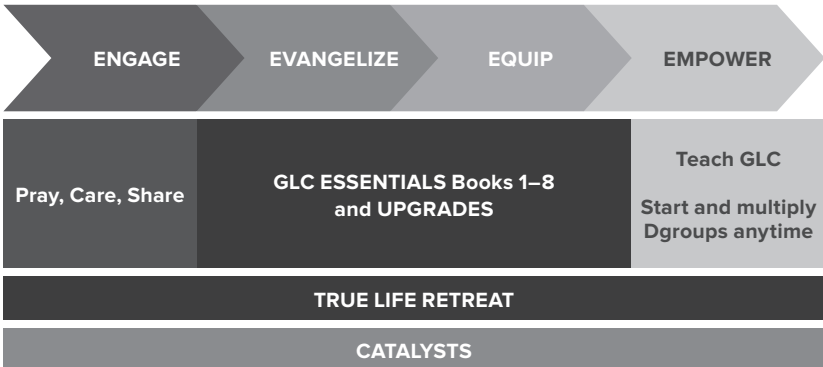 ENGAGE
EVANGELIZE
EQUIP
EMPOWER
Pray, Care, Share
GLC ESSENTIALS Books 1–8
and UPGRADES
Teach GLC
Start and multiply
Dgroups anytime
TRUE LIFE RETREAT
CATALYSTS